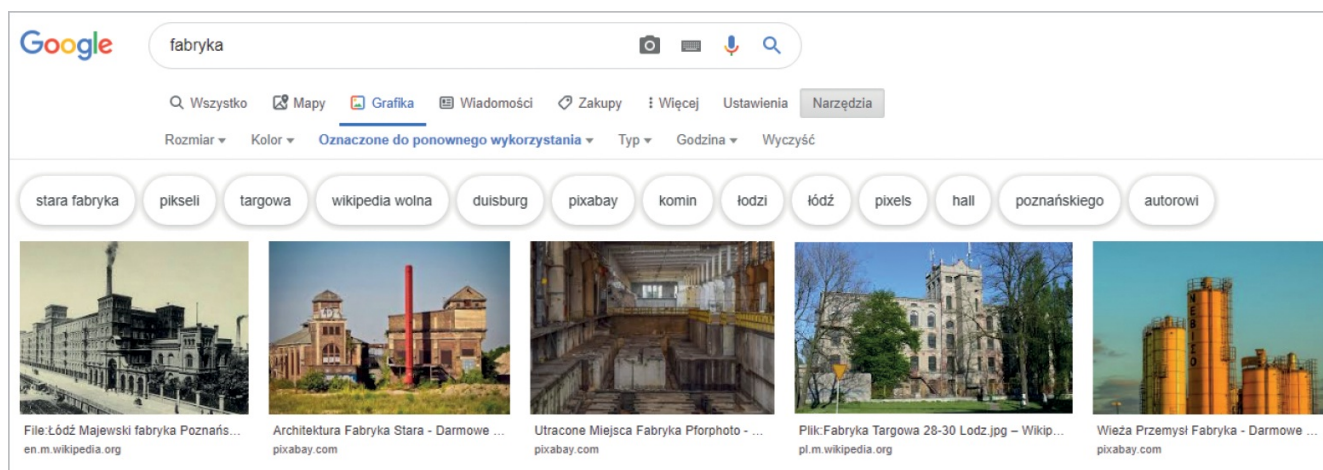 Google fabryka
Wszystko Mapy Grafika Wiadomości Zakupy Więcej Ustawienia Narzędzia
Rozmiar Kolor Oznaczone do ponownego wykorzystania Typ Godzina Wyczyść
stara fabryka pikseli targowa wikipedia wolna duisburg pixabay komin łodzi łódź pixels hall poznańskiego autorowi
File:Łódź Majewski fabryka Poznańs... Architektura Fabryka Stara - Darmowe ... Utracone Miejsca Fabryka Pforphoto - ... Plik:Fabryka Targowa 28-30 Lodz.jpg – Wikip... Wieża Przemysł Fabryka - Darmowe ...
en.m.wikipedia.org pixabay.com pixabay.com pl.m.wikipedia.org pixabay.com